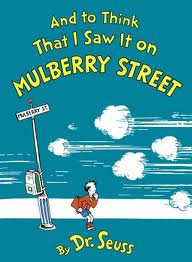 And to Think
That I Saw It on
MULBERRY STREET
MULBERRY ST.
By DR. SEUSS